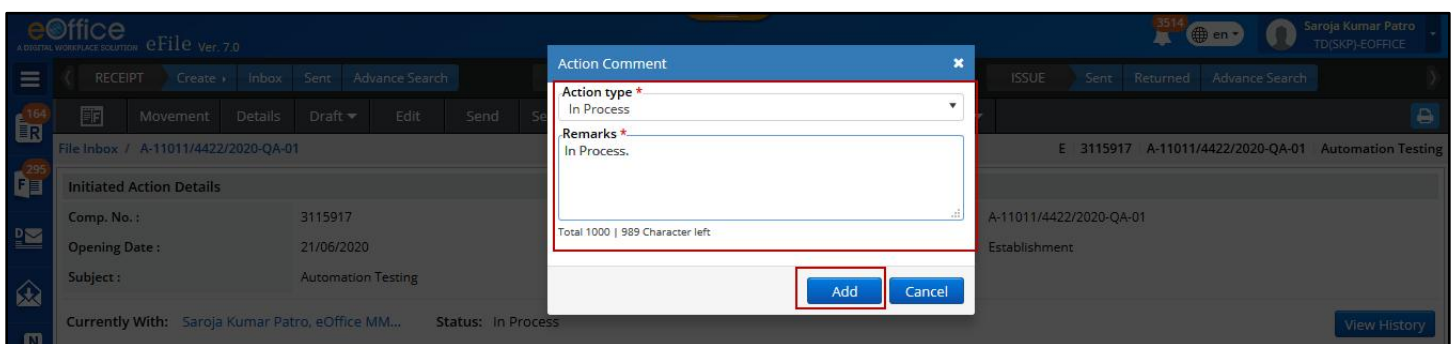 eOffice
A DIGITAL WORKPLACE SOLUTION eFile Ver. 7.0
3514
en
Saroja Kumar Patro
TD(SKP)-EOFFICE
RECEIPT Create Inbox Sent Advance Search
ISSUE Sent Returned Advance Search
Action Comment
Action type *
In Process
Remarks *
In Process.
Total 1000 | 989 Character left
Add Cancel
164
R
Movement Details Draft Edit Send Se
File Inbox / A-11011/4422/2020-QA-01
E 3115917 A-11011/4422/2020-QA-01 Automation Testing
295
F
Initiated Action Details
Comp. No. : 3115917
A-11011/4422/2020-QA-01
D
Opening Date : 21/06/2020
Establishment
Subject : Automation Testing
Currently With: Saroja Kumar Patro, eOffice MM... Status: In Process
View History
N